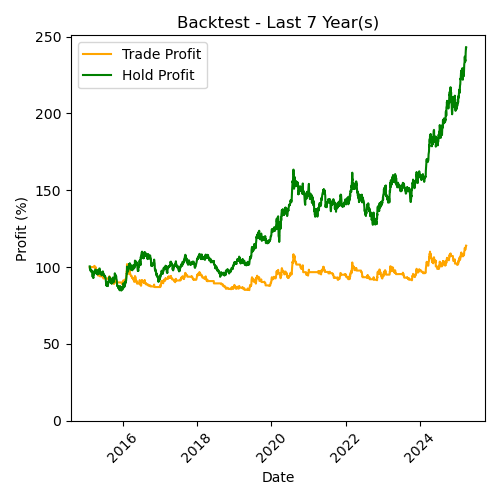 Backtest - Last 7 Year(s)
Trade Profit
Hold Profit
Profit (%)
250
200
150
100
50
0
2016
2018
2020
2022
2024
Date